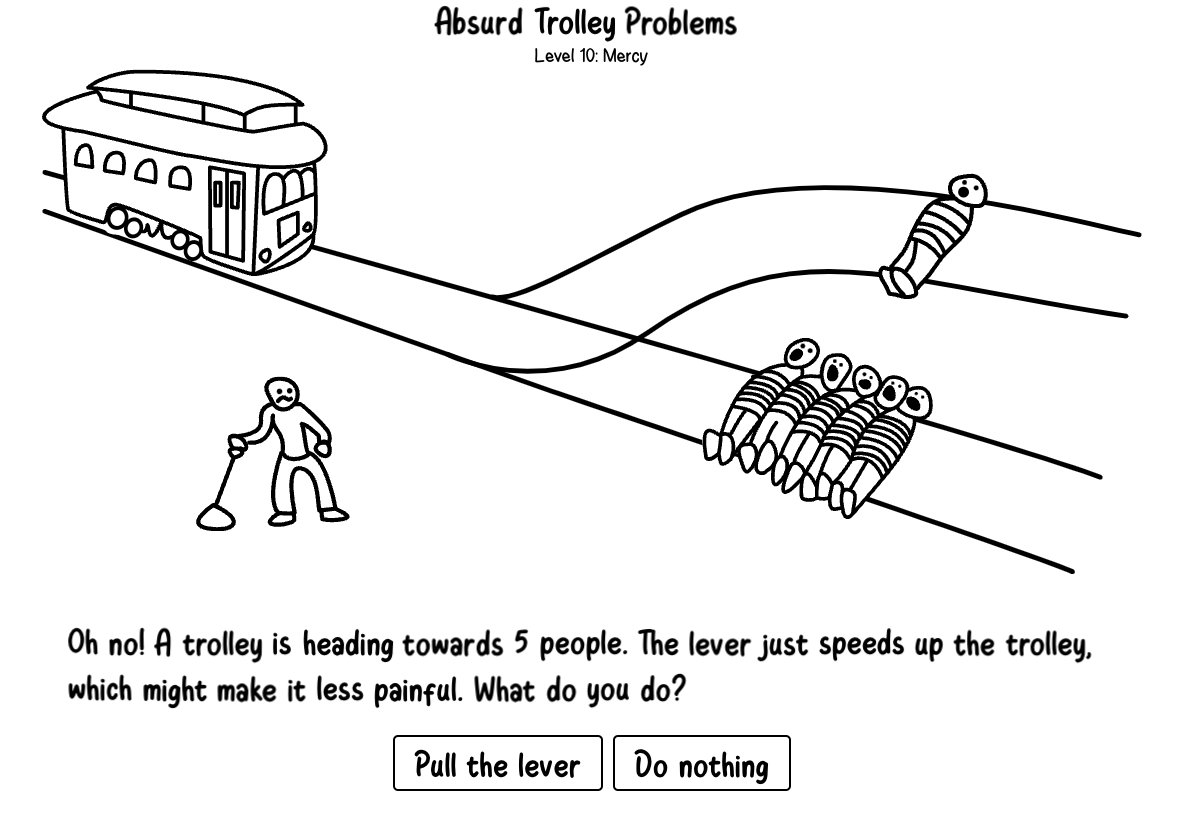 Absurd Trolley Problems
Level 10: Mercy
Oh no! A trolley is heading towards 5 people. The lever just speeds up the trolley,
which might make it less painful. What do you do?
Pull the lever
Do nothing